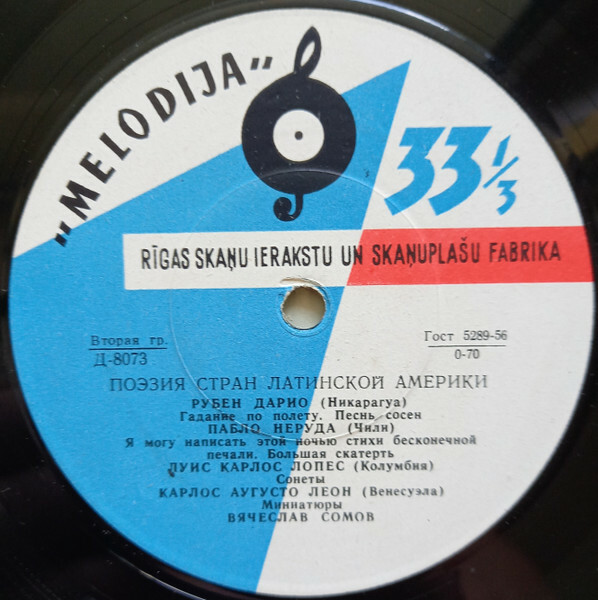 „MELODIJA”
33 1/3
RĪGAS SKAŅU IERAKSTU UN SKAŅUPLAŠU FABRIKA
Вторая гр.
Д-8073
Гост 5289-56
0-70
ПОЭЗИЯ СТРАН ЛАТИНСКОЙ АМЕРИКИ
РУБЕН ДАРИО (Никарагуа)
Гадание по полету. Песнь сосен
ПАБЛО НЕРУДА (Чили)
Я могу написать этой ночью стихи бесконечной
печали. Большая скатерть
ЛУИС КАРЛОС ЛОПЕС (Колумбия)
Сонеты
КАРЛОС АУГУСТО ЛЕОН (Венесуэла)
Миниатюры
ВЯЧЕСЛАВ СОМОВ